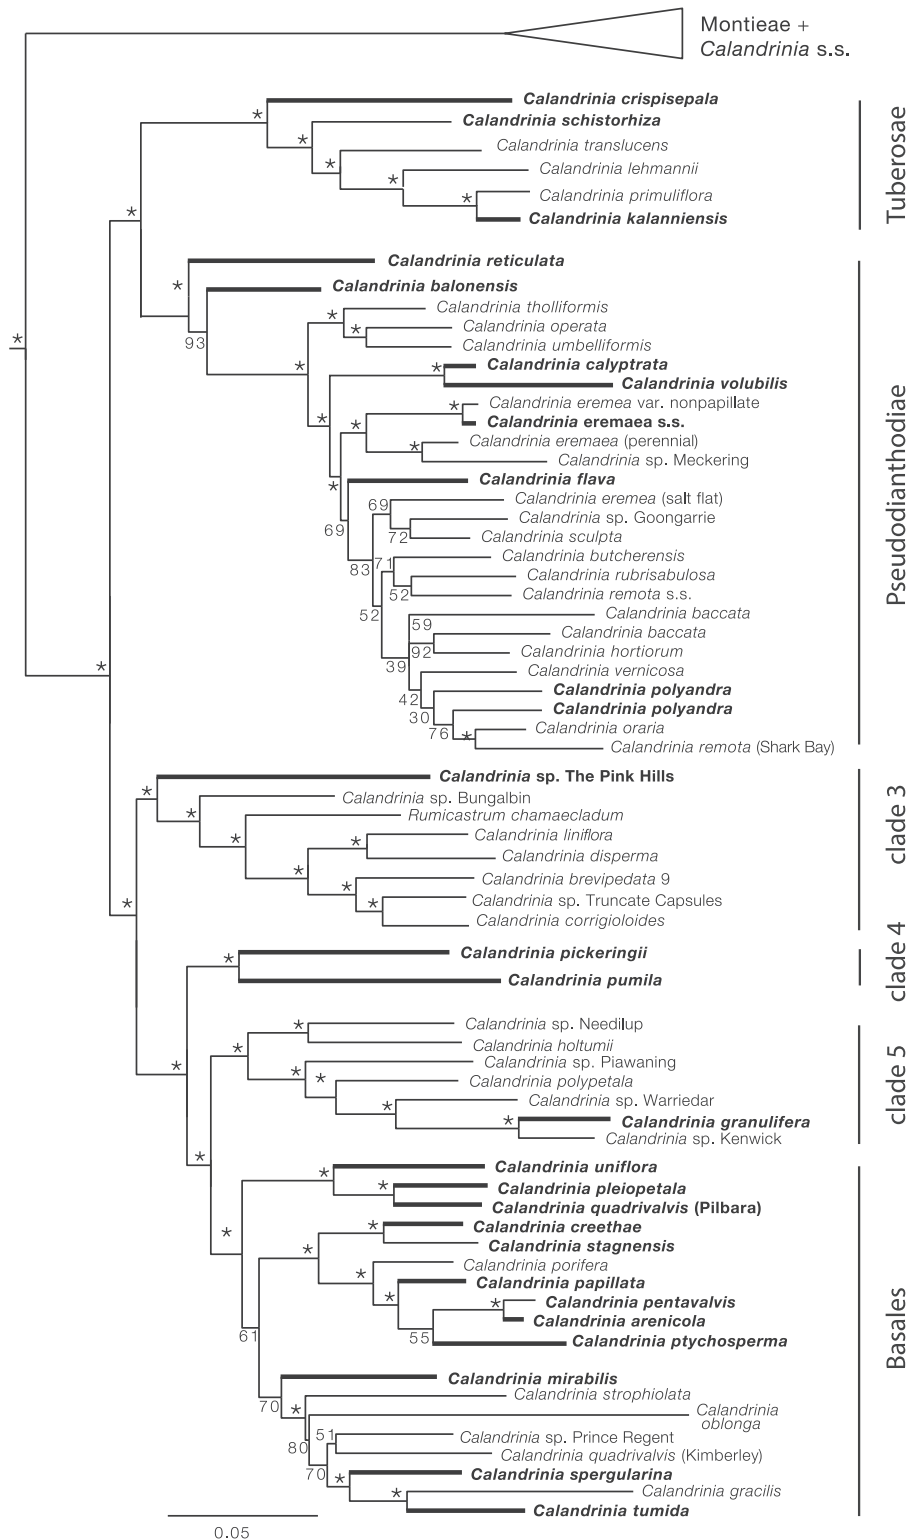 Montieae +
Calandrinia s.s.
*
Calandrinia crispisepala
*
Calandrinia schistorhiza
*
Calandrinia translucens
*
Calandrinia lehmannii
*
Calandrinia primuliflora
Calandrinia kalanniensis
Tuberosae
*
*
Calandrinia reticulata
93
Calandrinia balonensis
*
Calandrinia tholliformis
*
Calandrinia operata
Calandrinia umbelliformis
*
*
Calandrinia calyptrata
Calandrinia volubilis
*
*
Calandrinia eremea var. nonpapillate
*
Calandrinia eremaea s.s.
*
Calandrinia eremaea (perennial)
Calandrinia sp. Meckering
*
Calandrinia flava
69
69
Calandrinia eremea (salt flat)
72
Calandrinia sp. Goongarrie
Calandrinia sculpta
83
71
Calandrinia butcherensis
52
Calandrinia rubrisabulosa
Calandrinia remota s.s.
52
59
Calandrinia baccata
92
Calandrinia baccata
Calandrinia hortiorum
39
Calandrinia vernicosa
42
Calandrinia polyandra
30
Calandrinia polyandra
76
*
Calandrinia oraria
Calandrinia remota (Shark Bay)
Pseudodianthodiae
*
*
*
Calandrinia sp. The Pink Hills
*
Calandrinia sp. Bungalbin
*
Rumicastrum chamaecladum
*
Calandrinia liniflora
Calandrinia disperma
*
*
Calandrinia brevipedata 9
*
Calandrinia sp. Truncate Capsules
Calandrinia corrigioloides
clade 3
*
*
Calandrinia pickeringii
Calandrinia pumila
clade 4
*
*
Calandrinia sp. Needilup
Calandrinia holtumii
*
Calandrinia sp. Piawaning
*
Calandrinia polypetala
*
Calandrinia sp. Warriedar
*
Calandrinia granulifera
Calandrinia sp. Kenwick
clade 5
*
*
Calandrinia uniflora
*
Calandrinia pleiopetala
Calandrinia quadrivalvis (Pilbara)
*
*
Calandrinia creethae
Calandrinia stagnensis
*
*
Calandrinia porifera
*
Calandrinia papillata
*
Calandrinia pentavalvis
Calandrinia arenicola
55
Calandrinia ptychosperma
61
Calandrinia mirabilis
70
*
Calandrinia strophiolata
80
Calandrinia
oblonga
51
Calandrinia sp. Prince Regent
Calandrinia quadrivalvis (Kimberley)
70
*
Calandrinia spergularina
*
Calandrinia gracilis
Calandrinia tumida
Basales
0.05